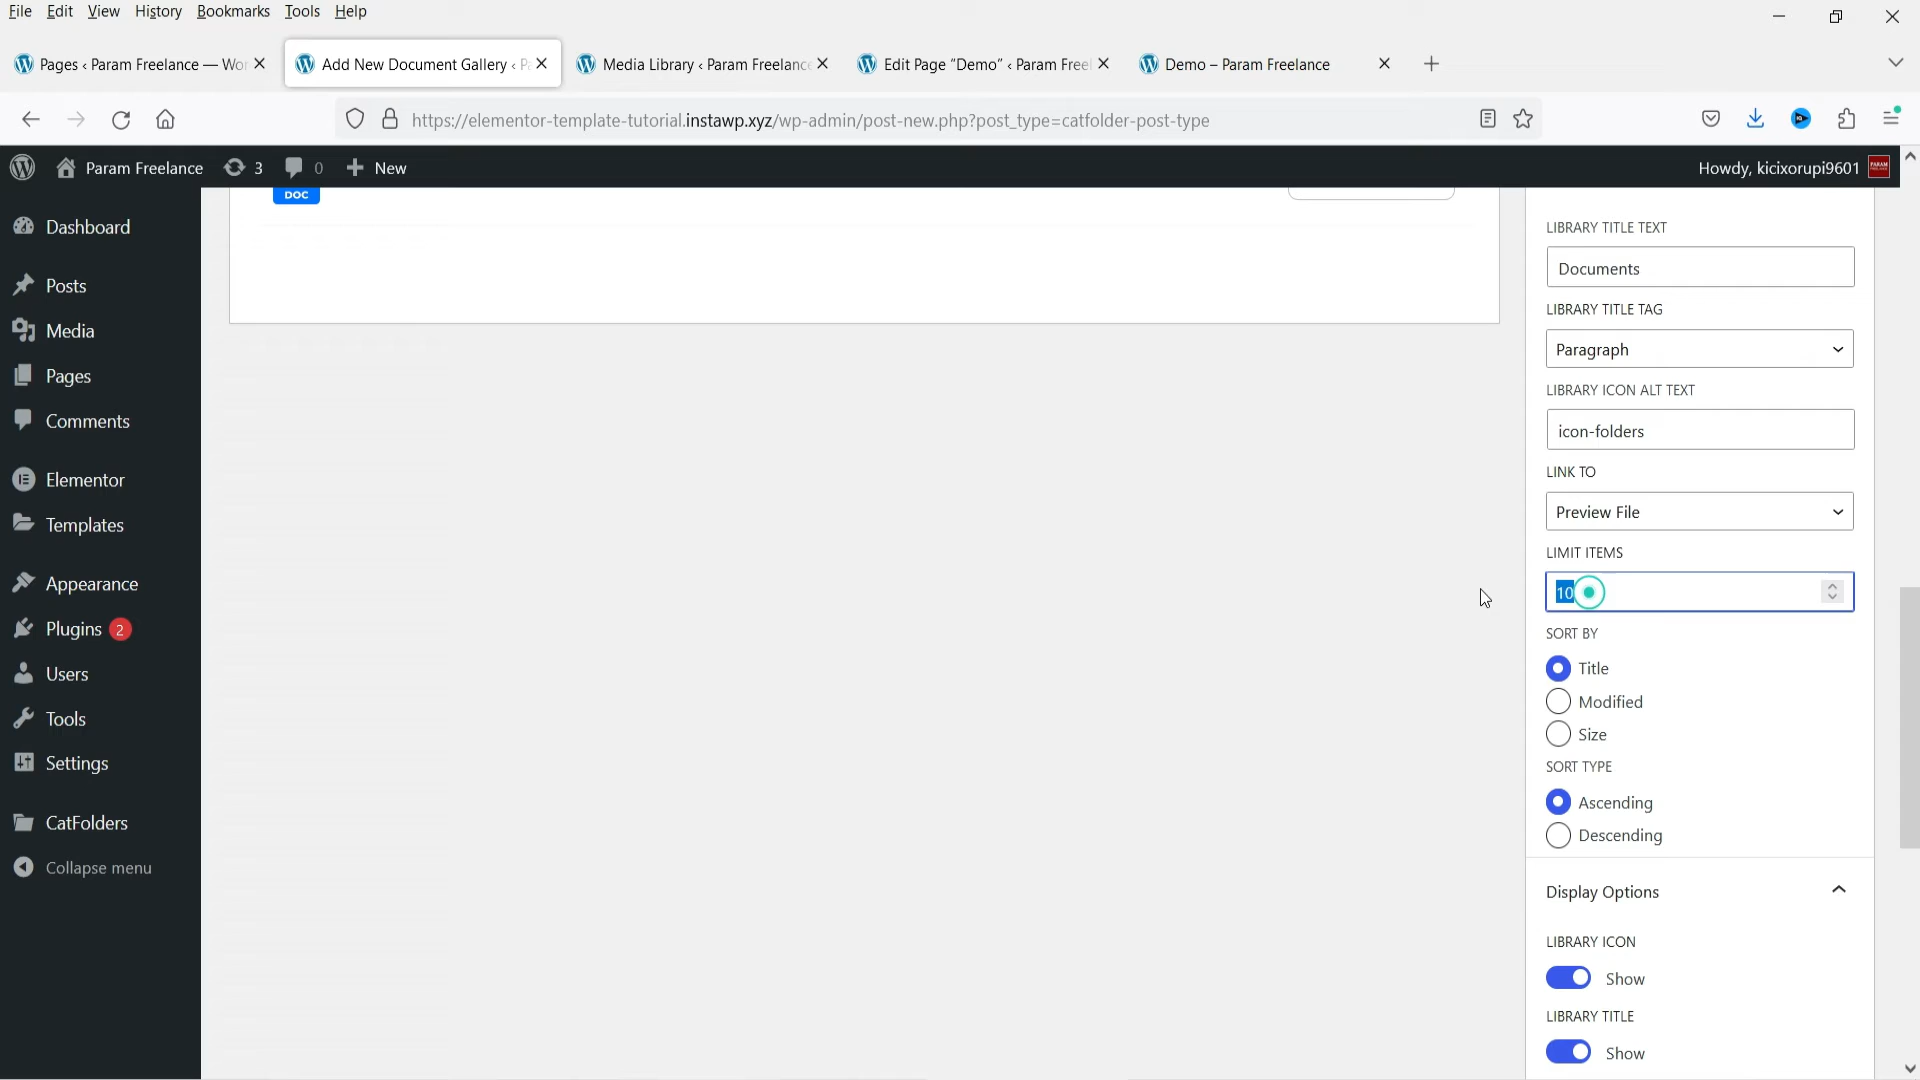 File Edit View History Bookmarks Tools Help
Pages ‹ Param Freelance — Wor
Add New Document Gallery ‹ P
Media Library ‹ Param Freelance
Edit Page “Demo” ‹ Param Freel
Demo – Param Freelance
https://elementor-template-tutorial.instawp.xyz/wp-admin/post-new.php?post_type=catfolder-post-type
Param Freelance 3 0 New
Howdy, kicixorupi9601
Dashboard
Posts
Media
Pages
Comments
Elementor
Templates
Appearance
Plugins 2
Users
Tools
Settings
CatFolders
Collapse menu
DOC
LIBRARY TITLE TEXT
Documents
LIBRARY TITLE TAG
Paragraph
LIBRARY ICON ALT TEXT
icon-folders
LINK TO
Preview File
LIMIT ITEMS
10
SORT BY
Title
Modified
Size
SORT TYPE
Ascending
Descending
Display Options
LIBRARY ICON
Show
LIBRARY TITLE
Show